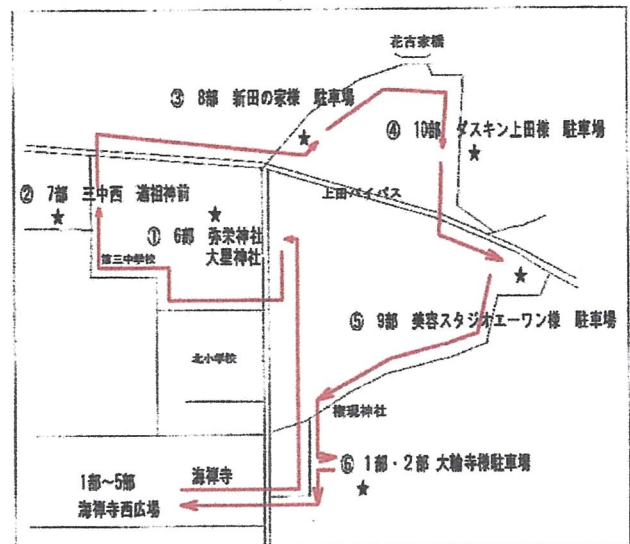 花古家橋
③ 8部 新田の家様 駐車場
④ 10部 ダスキン上田様 駐車場
上田バイパス
② 7部 三中西 道祖神前
① 6部 弥栄神社
大星神社
第三中学校
⑤ 9部 美容スタジオエーワン様 駐車場
北小学校
権現神社
⑥ 1部・2部 大輪寺様駐車場
1部～5部
海禅寺
海禅寺西広場